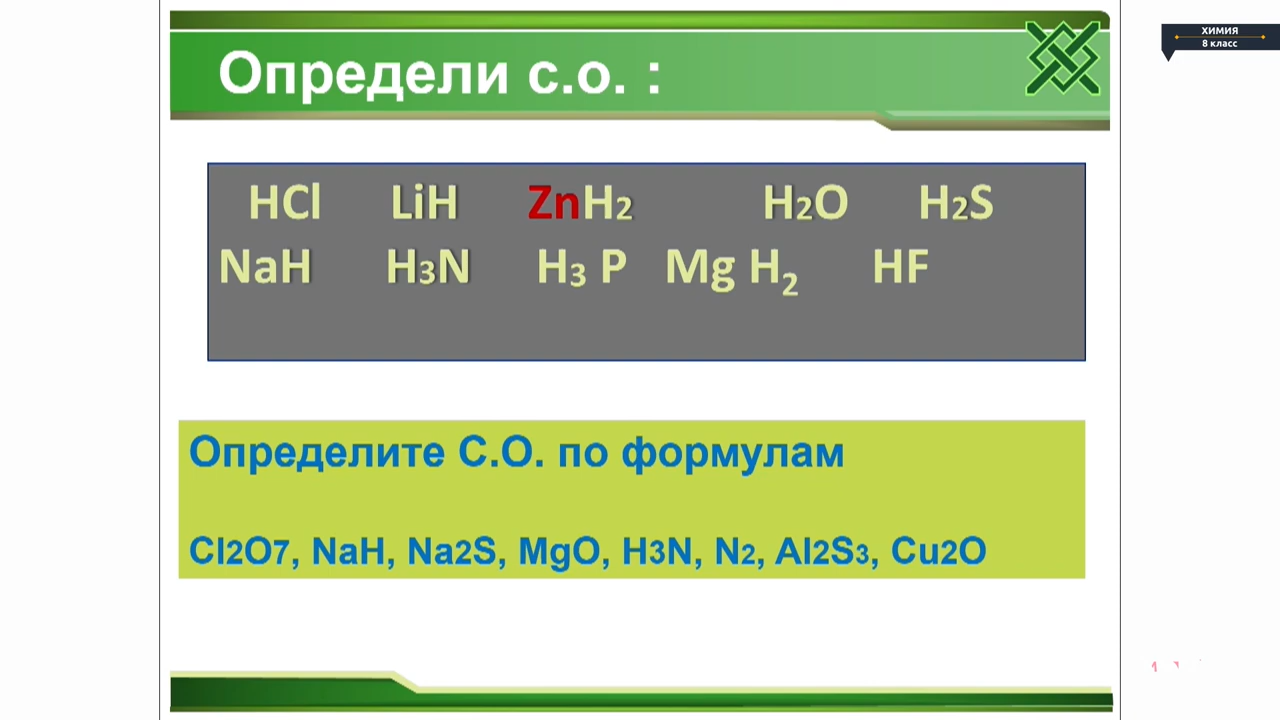 Определи с.о. :
ХИМИЯ
8 класс
HCl LiH ZnH2 H2O H2S
NaH H3N H3 P Mg H2 HF
Определите С.О. по формулам
Cl2O7, NaH, Na2S, MgO, H3N, N2, Al2S3, Cu2O